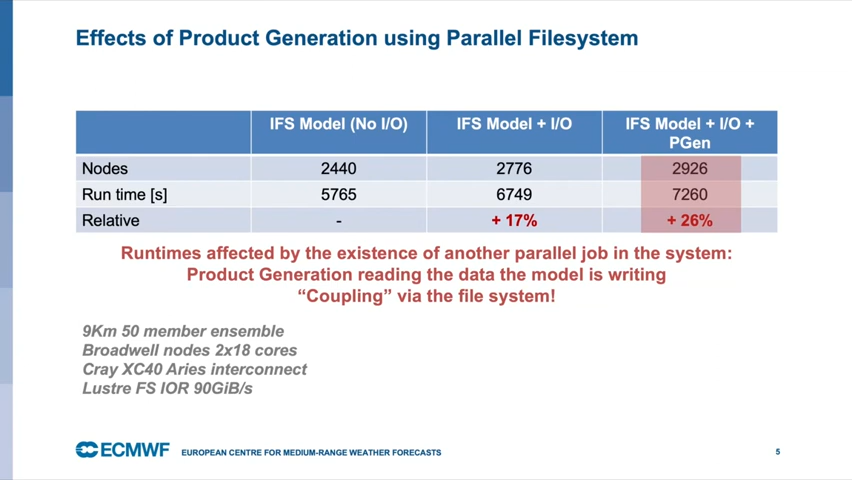 Effects of Product Generation using Parallel Filesystem
IFS Model (No I/O) IFS Model + I/O IFS Model + I/O + PGen
Nodes 2440 2776 2926
Run time [s] 5765 6749 7260
Relative - + 17% + 26%
Runtimes affected by the existence of another parallel job in the system:
Product Generation reading the data the model is writing
“Coupling” via the file system!
9Km 50 member ensemble
Broadwell nodes 2x18 cores
Cray XC40 Aries interconnect
Lustre FS IOR 90GiB/s
ECMWF EUROPEAN CENTRE FOR MEDIUM-RANGE WEATHER FORECASTS 5